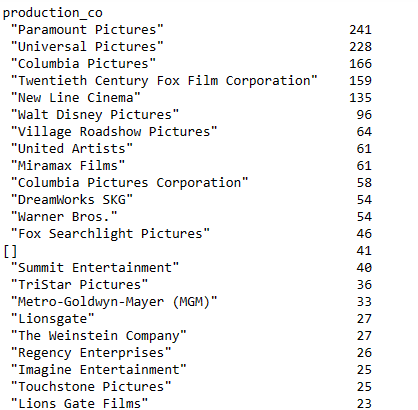 production_co
"Paramount Pictures" 241
"Universal Pictures" 228
"Columbia Pictures" 166
"Twentieth Century Fox Film Corporation" 159
"New Line Cinema" 135
"Walt Disney Pictures" 96
"Village Roadshow Pictures" 64
"United Artists" 61
"Miramax Films" 61
"Columbia Pictures Corporation" 58
"DreamWorks SKG" 54
"Warner Bros." 54
"Fox Searchlight Pictures" 46
[] 41
"Summit Entertainment" 40
"TriStar Pictures" 36
"Metro-Goldwyn-Mayer (MGM)" 33
"Lionsgate" 27
"The Weinstein Company" 27
"Regency Enterprises" 26
"Imagine Entertainment" 25
"Touchstone Pictures" 25
"Lions Gate Films" 23